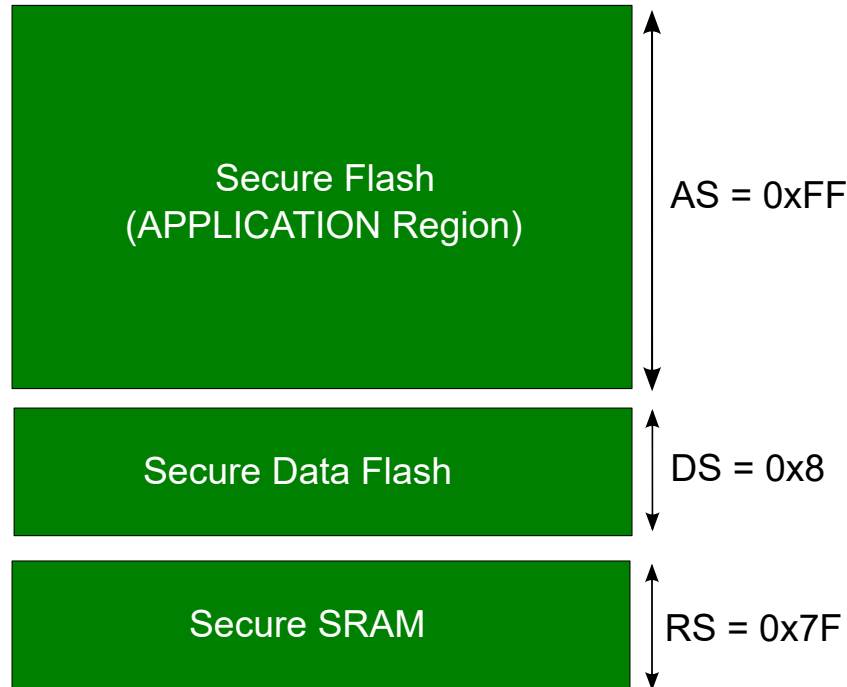 Secure Flash
(APPLICATION Region)
AS = 0xFF
Secure Data Flash
DS = 0x8
Secure SRAM
RS = 0x7F